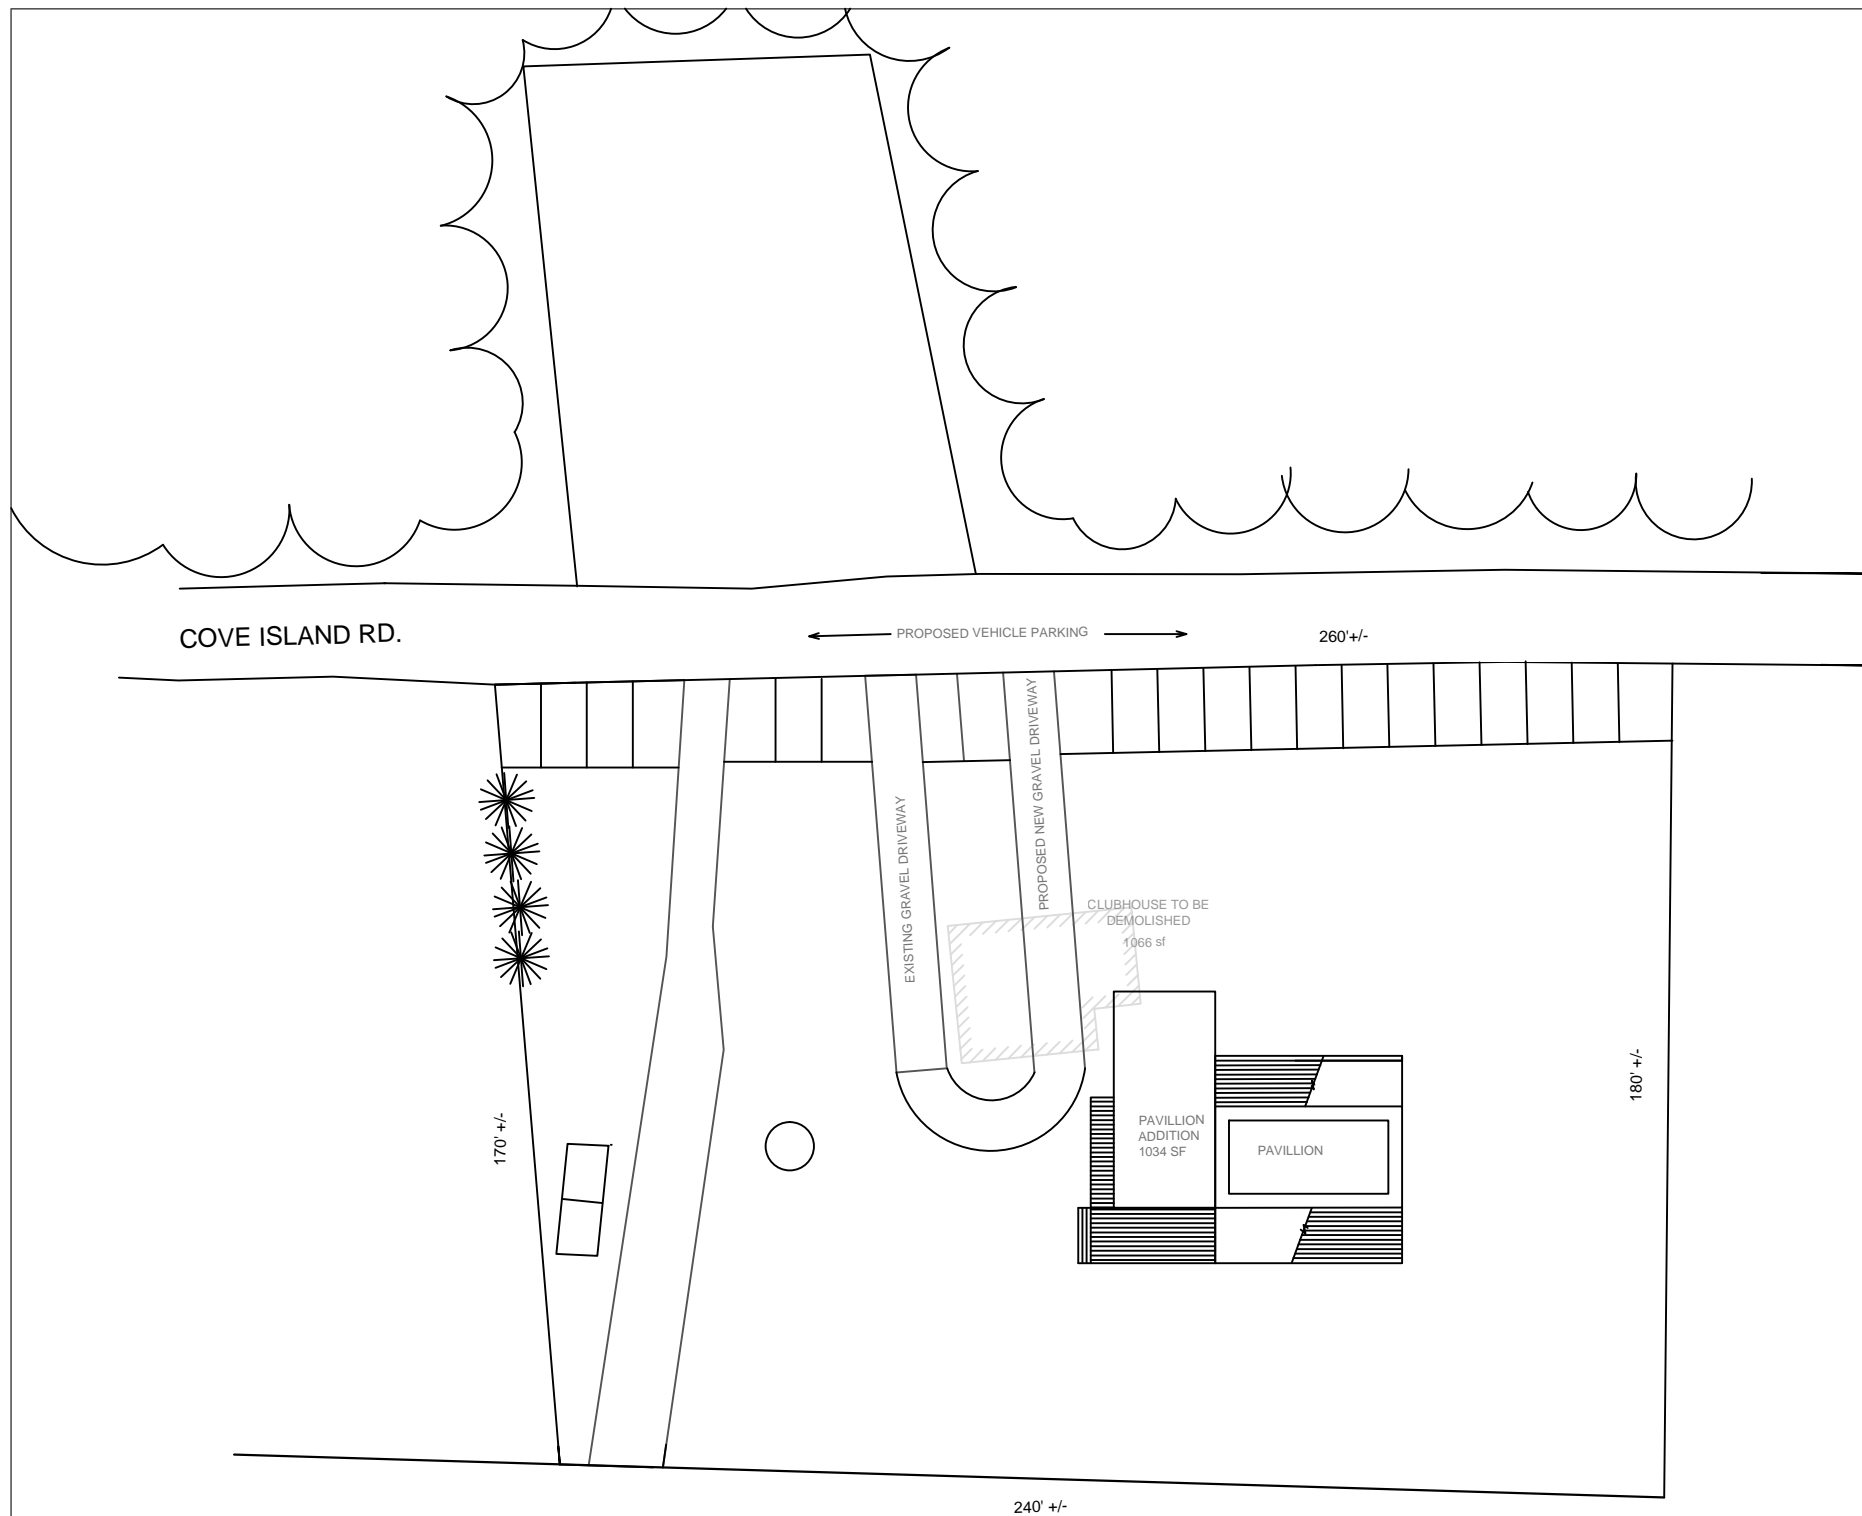 COVE ISLAND RD.
PROPOSED VEHICLE PARKING
260'+/-
EXISTING GRAVEL DRIVEWAY
PROPOSED NEW GRAVEL DRIVEWAY
CLUBHOUSE TO BE
DEMOLISHED
1066 sf
170' +/-
PAVILLION
ADDITION
1034 SF
PAVILLION
180' +/-
240' +/-